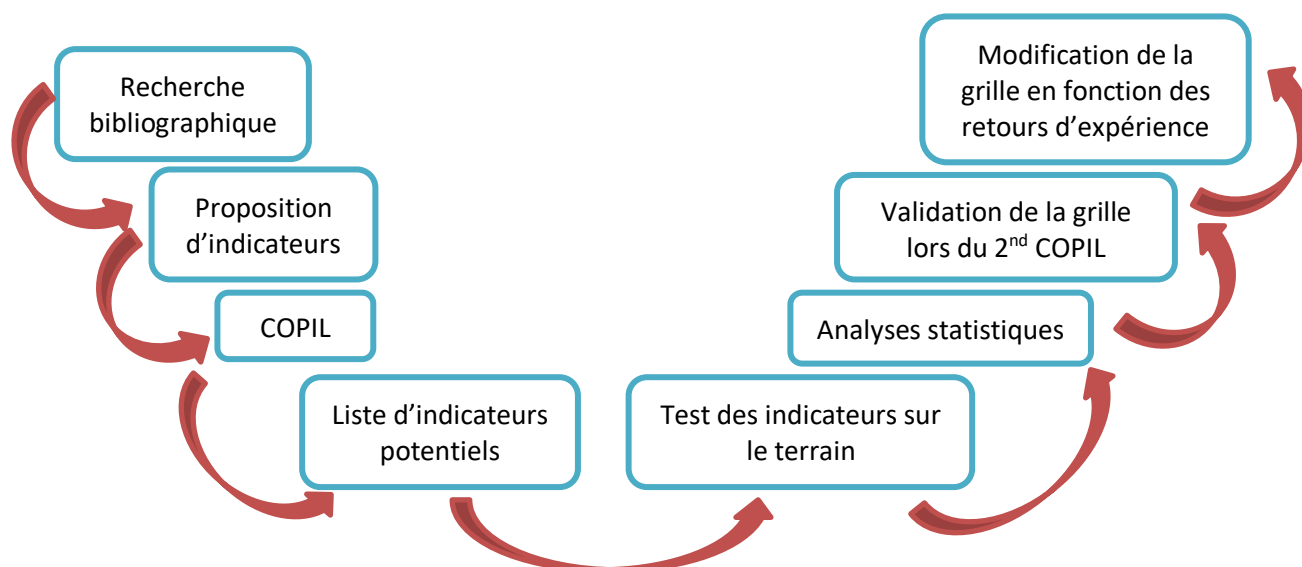 Recherche
bibliographique
Proposition
d’indicateurs
COPIL
Liste d’indicateurs
potentiels
Test des indicateurs sur
le terrain
Analyses statistiques
Validation de la grille
lors du 2nd COPIL
Modification de la
grille en fonction des
retours d’expérience